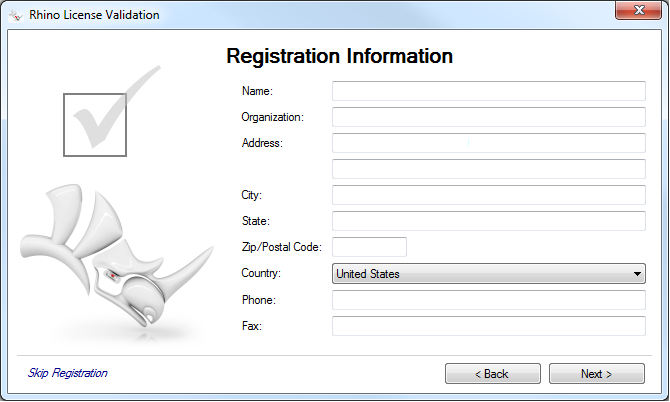 Rhino License Validation
Registration Information
Name:
Organization:
Address:
City:
State:
Zip/Postal Code:
Country: United States
Phone:
Fax:
Skip Registration < Back Next >